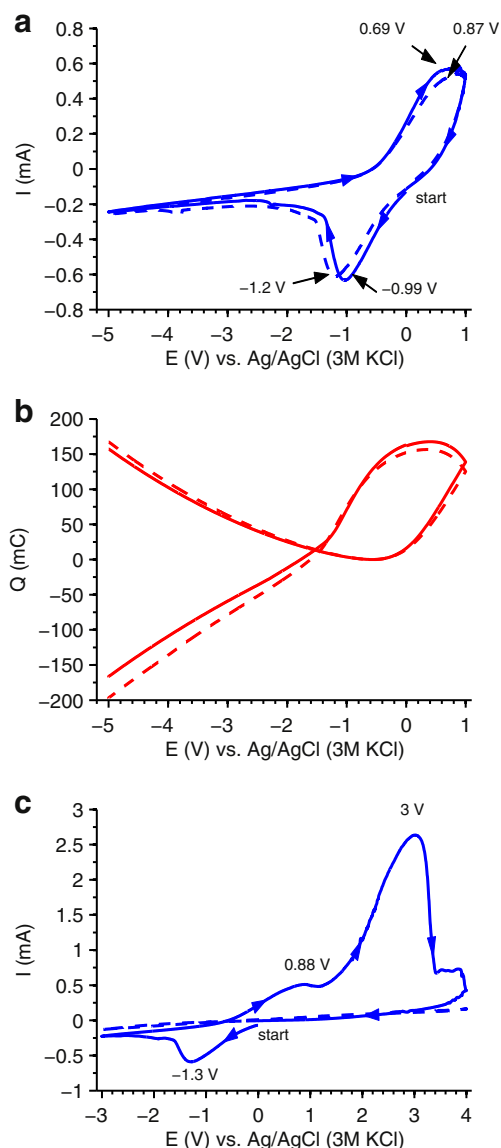 a
0.69 V 0.87 V
0.8
0.6
0.4
0.2
0
−0.2
−0.4
−0.6
−0.8
I (mA)
start
−1.2 V −0.99 V
−5 −4 −3 −2 −1 0 1
E (V) vs. Ag/AgCl (3M KCl)
b
200
150
100
50
0
−50
−100
−150
−200
Q (mC)
−5 −4 −3 −2 −1 0 1
E (V) vs. Ag/AgCl (3M KCl)
c
3 V
3
2.5
2
1.5
1
0.5
0
−0.5
−1
I (mA)
0.88 V
start
−1.3 V
−3 −2 −1 0 1 2 3 4
E (V) vs. Ag/AgCl (3M KCl)